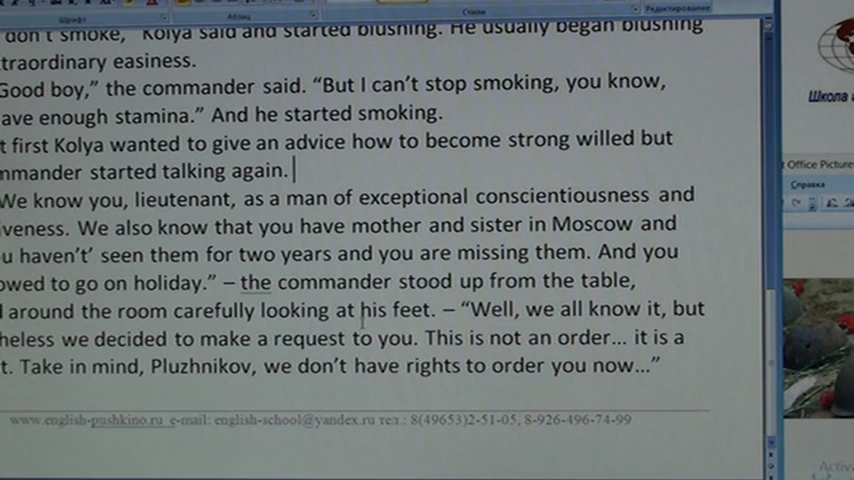 Шрифт Абзац Стили Редактирование
don't smoke," Kolya said and started blushing. He usually began blushing
traordinary easiness.
Good boy," the commander said. "But I can't stop smoking, you know,
ave enough stamina." And he started smoking.
t first Kolya wanted to give an advice how to become strong willed but
mmander started talking again.
We know you, lieutenant, as a man of exceptional conscientiousness and
iveness. We also know that you have mother and sister in Moscow and
u haven't' seen them for two years and you are missing them. And you
owed to go on holiday." – the commander stood up from the table,
d around the room carefully looking at his feet. – "Well, we all know it, but
heless we decided to make a request to you. This is not an order... it is a
t. Take in mind, Pluzhnikov, we don't have rights to order you now..."
www.english-pushkino.ru e-mail: english-school@yandex.ru тел.: 8(49653)2-51-05, 8-926-496-74-99
Школа
t Office Picture
Справка
Activ